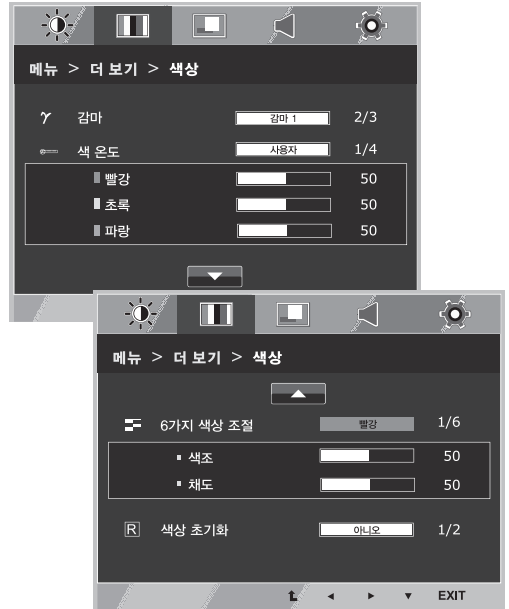 메뉴 > 더 보기 > 색상
γ 감마 감마 1 2/3
색 온도 사용자 1/4
빨강 50
초록 50
파랑 50
메뉴 > 더 보기 > 색상
6가지 색상 조절 빨강 1/6
색조 50
채도 50
R 색상 초기화 아니오 1/2
EXIT